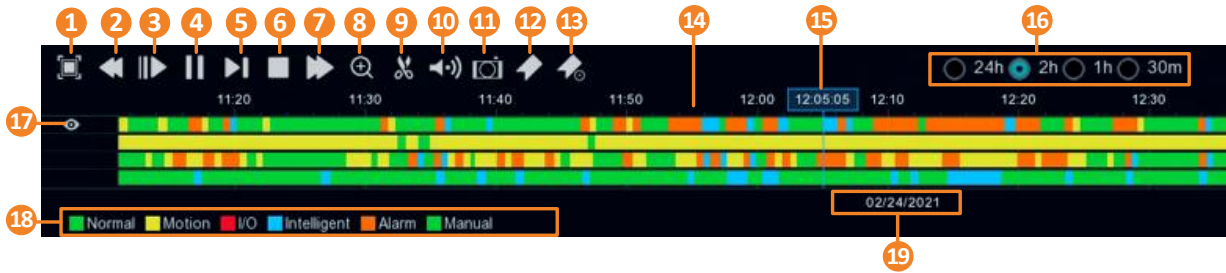 1 2 3 4 5 6 7 8 9 10 11 12 13 14 15 16
24h 2h 1h 30m
11:20 11:30 11:40 11:50 12:00 12:05:05 12:10 12:20 12:30
17
02/24/2021
18 Normal Motion I/O Intelligent Alarm Manual
19